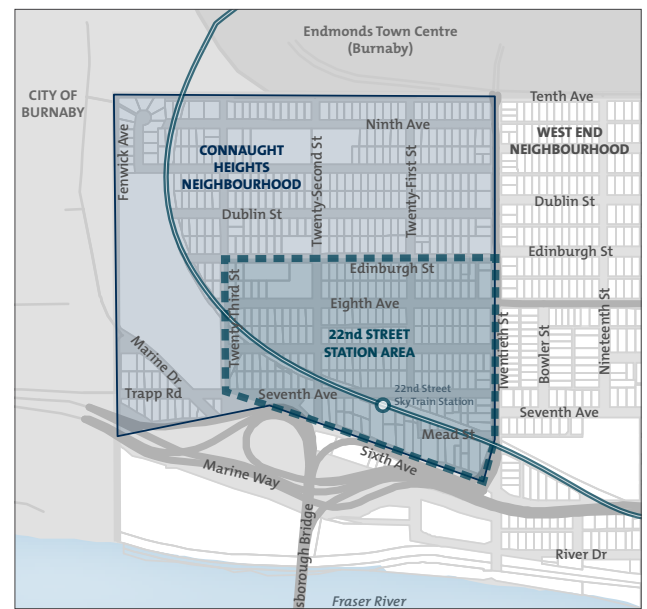 Endmonds Town Centre
(Burnaby)
CITY OF
BURNABY
Tenth Ave
Ninth Ave
WEST END
NEIGHBOURHOOD
Fenwick Ave
CONNAUGHT
HEIGHTS
NEIGHBOURHOOD
Twenty-Second St
Twenty-First St
Dublin St
Dublin St
Edinburgh St
Edinburgh St
Twenty-Third St
Eighth Ave
22nd STREET
STATION AREA
Twentieth St
Bowler St
Nineteenth St
Marine Dr
Trapp Rd
Seventh Ave
22nd Street
SkyTrain Station
Seventh Ave
Mead St
Sixth Ave
Marine Way
sborough Bridge
River Dr
Fraser River